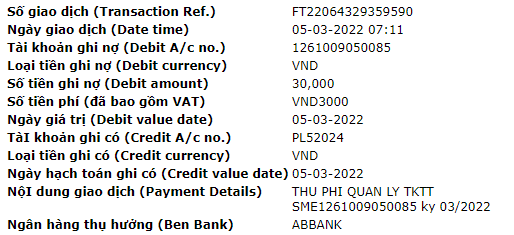 Số giao dịch (Transaction Ref.) FT22064329359590
Ngày giao dịch (Date time) 05-03-2022 07:11
Tài khoản ghi nợ (Debit A/c no.) 1261009050085
Loại tiền ghi nợ (Debit currency) VND
Số tiền ghi nợ (Debit amount) 30,000
Số tiền phí (đã bao gồm VAT) VND3000
Ngày giá trị (Debit value date) 05-03-2022
TàI khoản ghi có (Credit A/c no.) PL52024
Loại tiền ghi có (Credit currency) VND
Ngày hạch toán ghi có (Credit value date) 05-03-2022
NộI dung giao dịch (Payment Details) THU PHI QUAN LY TKTT
SME1261009050085 ky 03/2022
Ngân hàng thụ hưởng (Ben Bank) ABBANK